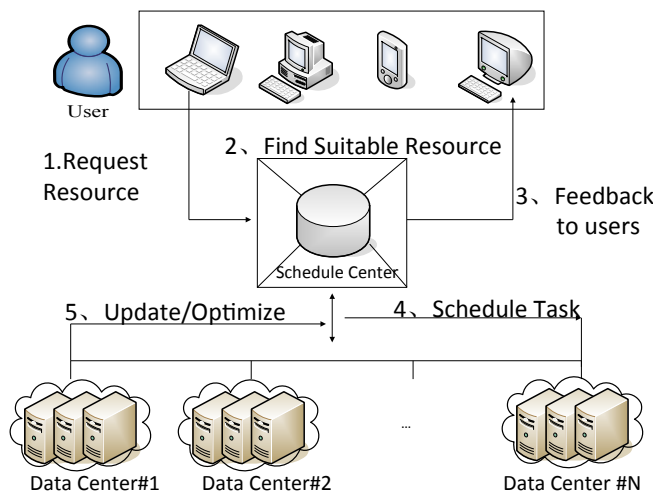 User
1.Request
Resource
2、Find Suitable Resource
3、Feedback
to users
Schedule Center
5、Update/Optimize
4、Schedule Task
...
Data Center#1
Data Center#2
Data Center #N